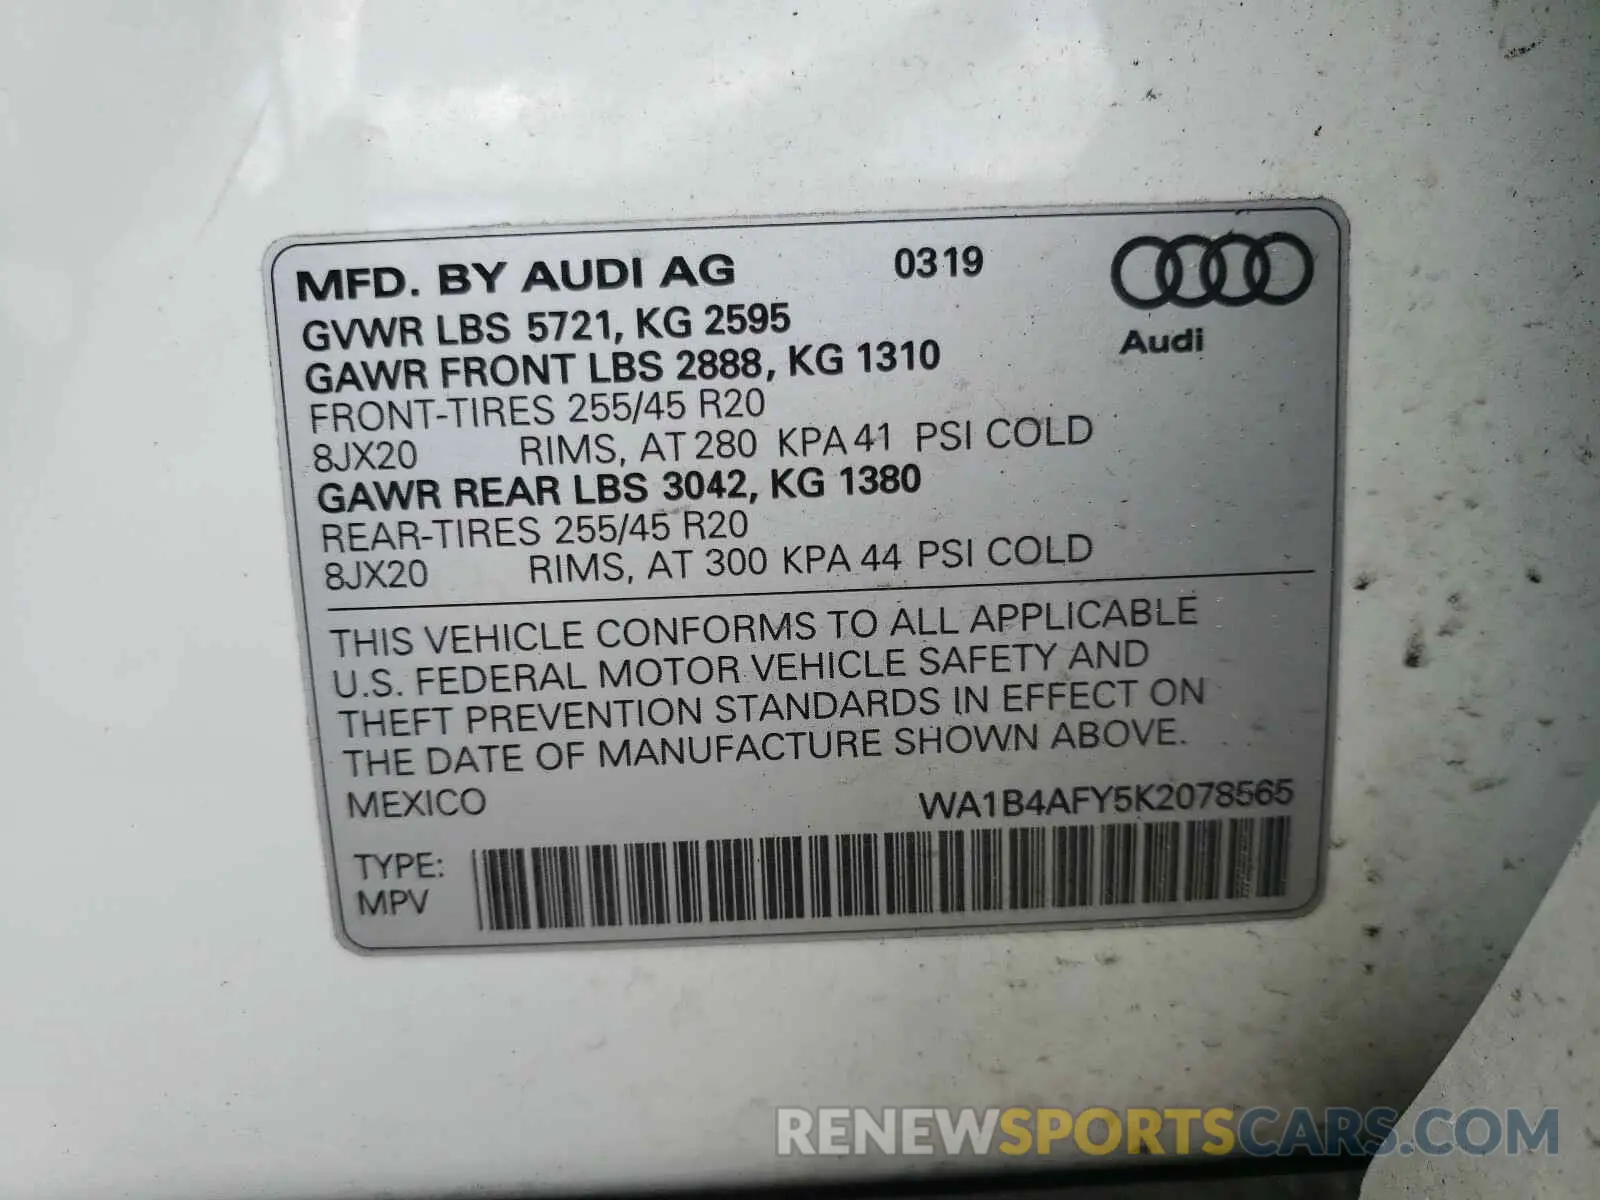 MFD. BY AUDI AG 0319
GVWR LBS 5721, KG 2595
GAWR FRONT LBS 2888, KG 1310
Audi
FRONT-TIRES 255/45 R20
8JX20 RIMS, AT 280 KPA 41 PSI COLD
GAWR REAR LBS 3042, KG 1380
REAR-TIRES 255/45 R20
8JX20 RIMS, AT 300 KPA 44 PSI COLD
THIS VEHICLE CONFORMS TO ALL APPLICABLE
U.S. FEDERAL MOTOR VEHICLE SAFETY AND
THEFT PREVENTION STANDARDS IN EFFECT ON
THE DATE OF MANUFACTURE SHOWN ABOVE.
MEXICO WA1B4AFY5K2078565
TYPE:
MPV
RENEWSPORTSCARS.COM